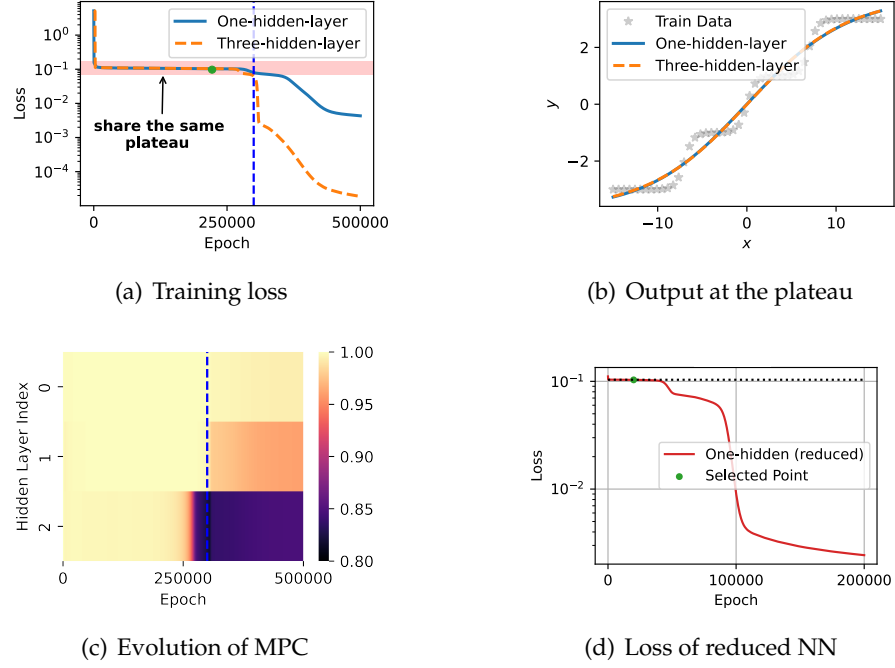 One-hidden-layer
Three-hidden-layer
10⁰
10⁻¹
10⁻²
10⁻³
10⁻⁴
Loss
share the same
plateau
0
250000
500000
Epoch
(a) Training loss
Train Data
One-hidden-layer
Three-hidden-layer
2
0
−2
y
−10
0
10
x
(b) Output at the plateau
Hidden Layer Index
0
1
2
0
250000
500000
Epoch
1.00
0.95
0.90
0.85
0.80
(c) Evolution of MPC
10⁻¹
10⁻²
Loss
One-hidden (reduced)
Selected Point
0
100000
200000
Epoch
(d) Loss of reduced NN